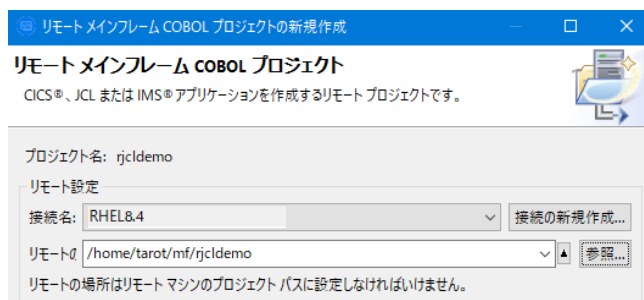 リモート メインフレーム COBOL プロジェクトの新規作成
リモート メインフレーム COBOL プロジェクト
CICS®、JCL または IMS® アプリケーションを作成するリモート プロジェクトです。
プロジェクト名: rjcldemo
リモート設定
接続名: RHEL8.4 接続の新規作成...
リモートの /home/tarot/mf/rjcldemo 参照...
リモートの場所はリモート マシンのプロジェクト パスに設定しなければいけません。